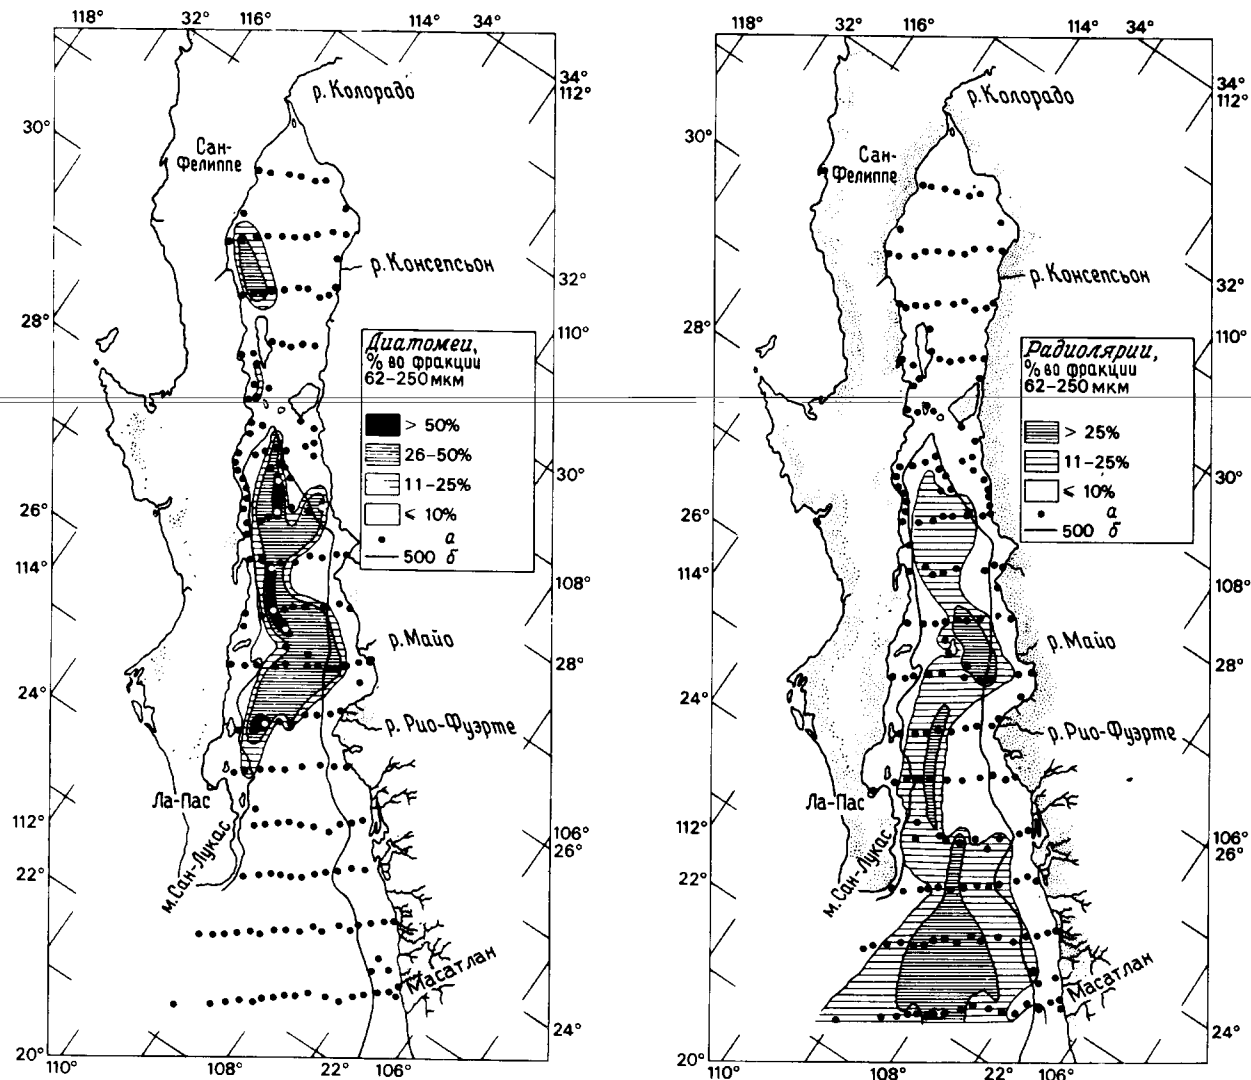 118° 32° 116° 114° 34°
34°
112°
р. Колорадо
30°
Сан-
Фелиппе
р. Консепсьон
32°
28°
110°
Диатомеи,
% во фракции
62–250 мкм
> 50%
26–50%
11–25%
≤ 10%
а
500 б
30°
26°
114°
108°
р. Майо
28°
24°
р. Рио-Фуэрте
Ла-Пас
112°
106°
26°
м. Сан-Лукас
22°
Масатлан
24°
20°
110° 108° 22° 106°
118° 32° 116° 114° 34°
34°
112°
р. Колорадо
30°
Сан-
Фелиппе
р. Консепсьон
32°
28°
110°
Радиолярии,
% во фракции
62–250 мкм
> 25%
11–25%
≤ 10%
а
500 б
30°
26°
114°
108°
р. Майо
28°
24°
р. Рио-Фуэрте
Ла-Пас
112°
106°
26°
м. Сан-Лукас
22°
Масатлан
24°
20°
110° 108° 22° 106°